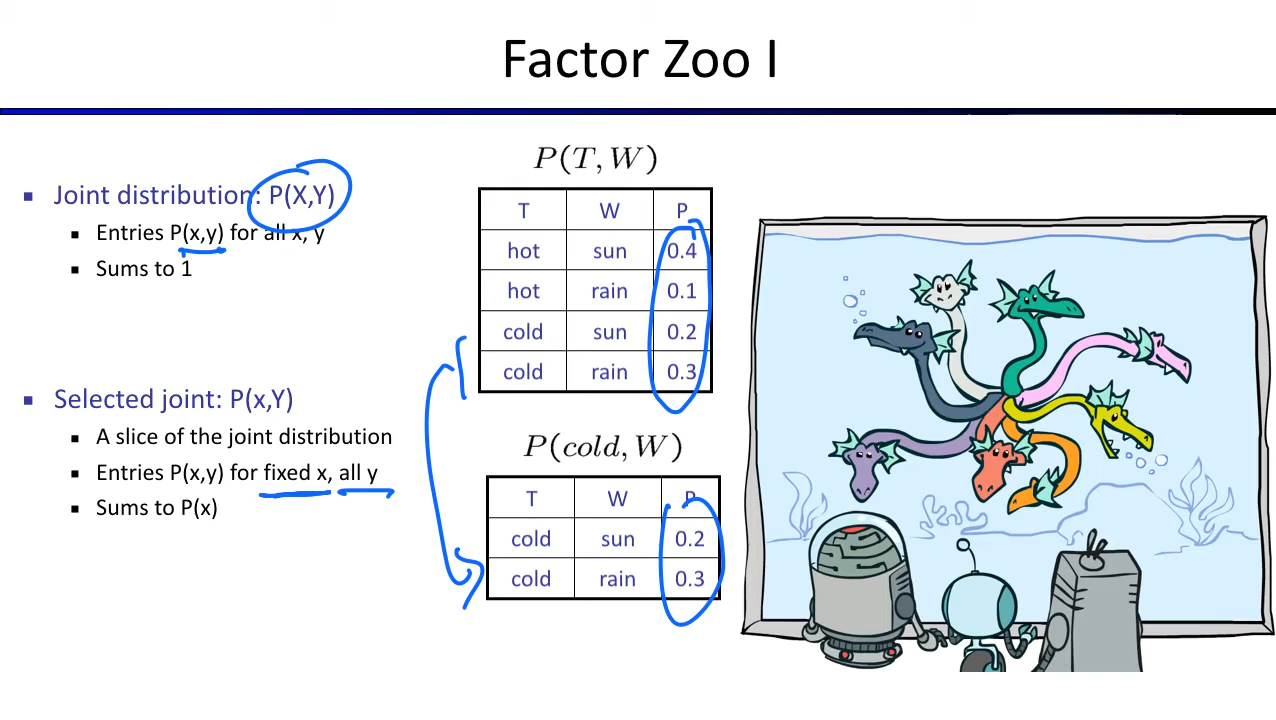 Factor Zoo I
▪ Joint distribution: P(X,Y)
▪ Entries P(x,y) for all x, y
▪ Sums to 1
▪ Selected joint: P(x,Y)
▪ A slice of the joint distribution
▪ Entries P(x,y) for fixed x, all y
▪ Sums to P(x)
P(T, W)
T W P
hot sun 0.4
hot rain 0.1
cold sun 0.2
cold rain 0.3
P(cold, W)
T W P
cold sun 0.2
cold rain 0.3